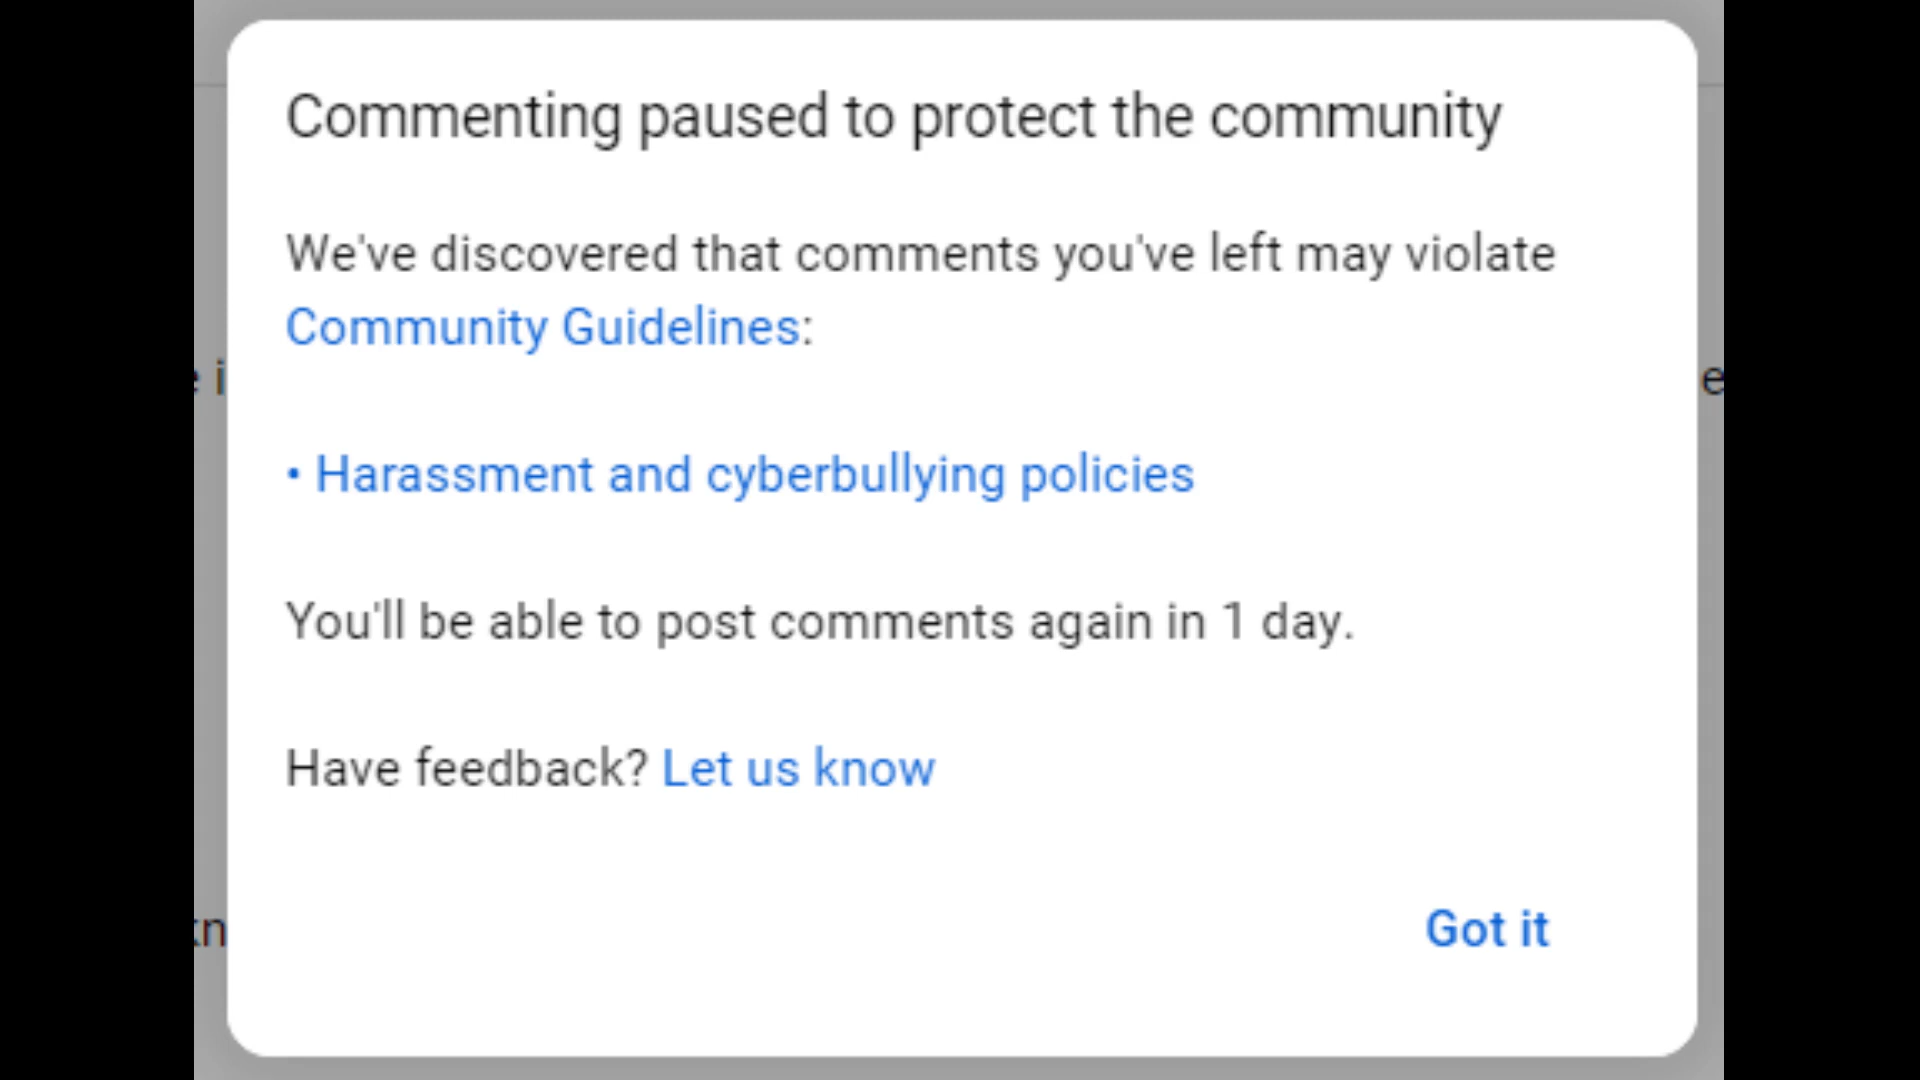 Commenting paused to protect the community
We've discovered that comments you've left may violate
Community Guidelines:
• Harassment and cyberbullying policies
You'll be able to post comments again in 1 day.
Have feedback? Let us know
Got it